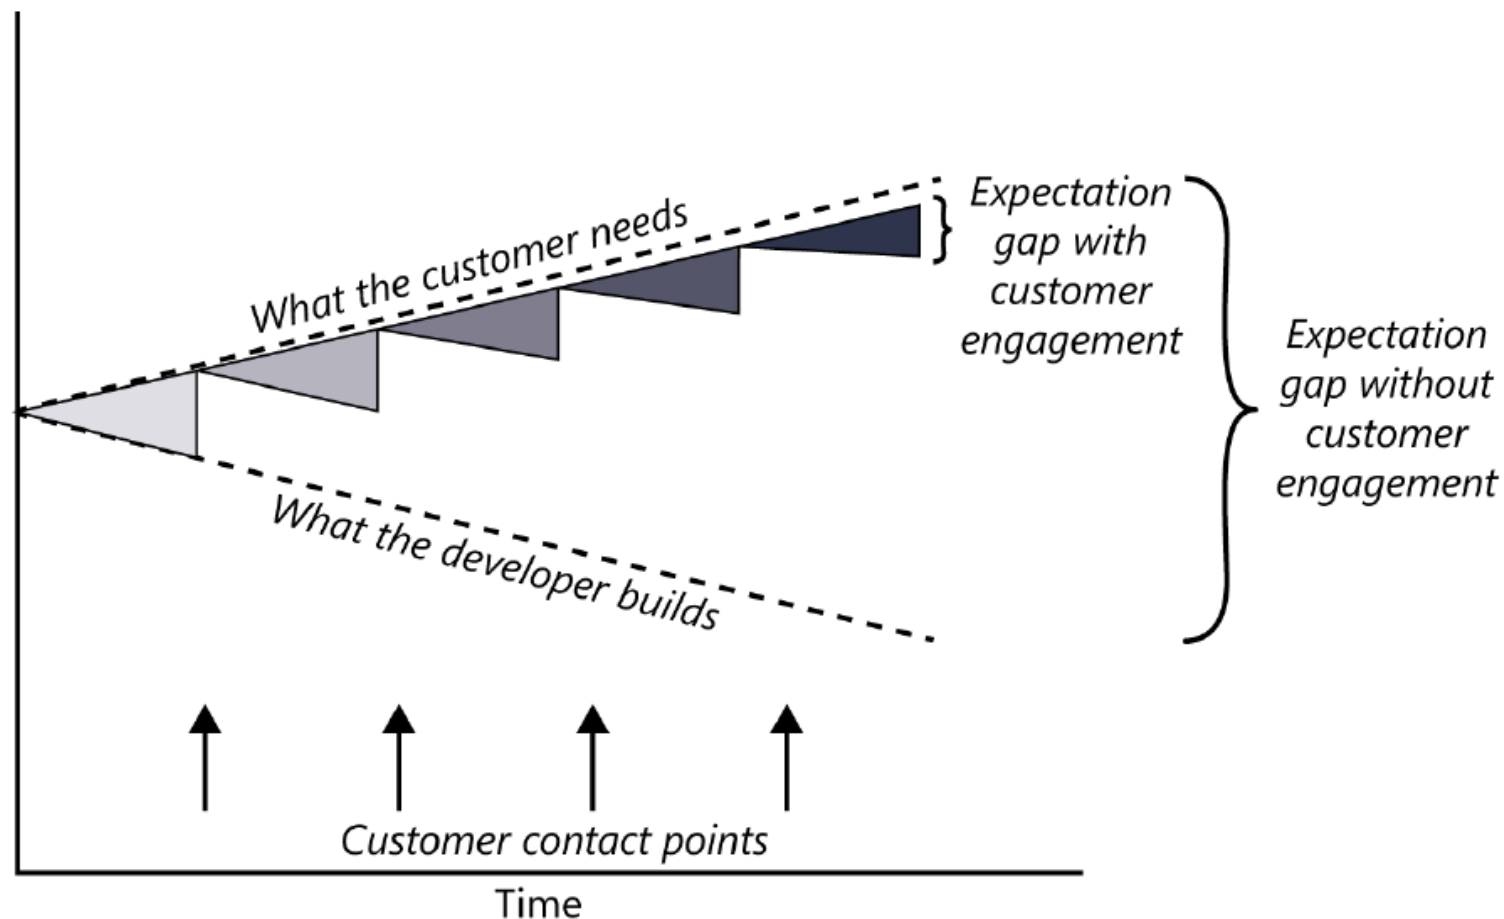 What the customer needs
Expectation
gap with
customer
engagement
Expectation
gap without
customer
engagement
What the developer builds
Customer contact points
Time